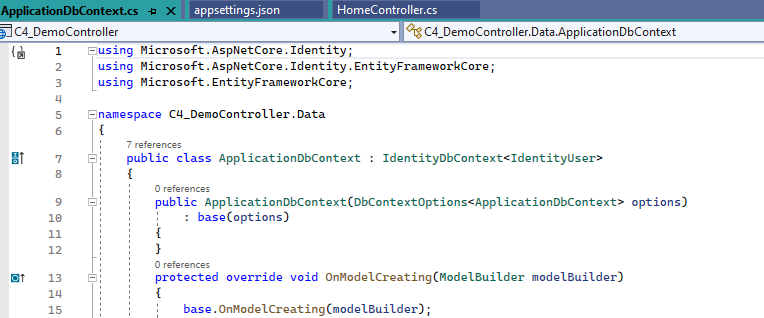 ApplicationDbContext.cs appsettings.json HomeController.cs
C4_DemoController C4_DemoController.Data.ApplicationDbContext
1 using Microsoft.AspNetCore.Identity;
2 using Microsoft.AspNetCore.Identity.EntityFrameworkCore;
3 using Microsoft.EntityFrameworkCore;
4
5 namespace C4_DemoController.Data
6 {
7 references
7 public class ApplicationDbContext : IdentityDbContext<IdentityUser>
8 {
0 references
9 public ApplicationDbContext(DbContextOptions<ApplicationDbContext> options)
10 : base(options)
11 {
12 }
0 references
13 protected override void OnModelCreating(ModelBuilder modelBuilder)
14 {
15 base.OnModelCreating(modelBuilder);